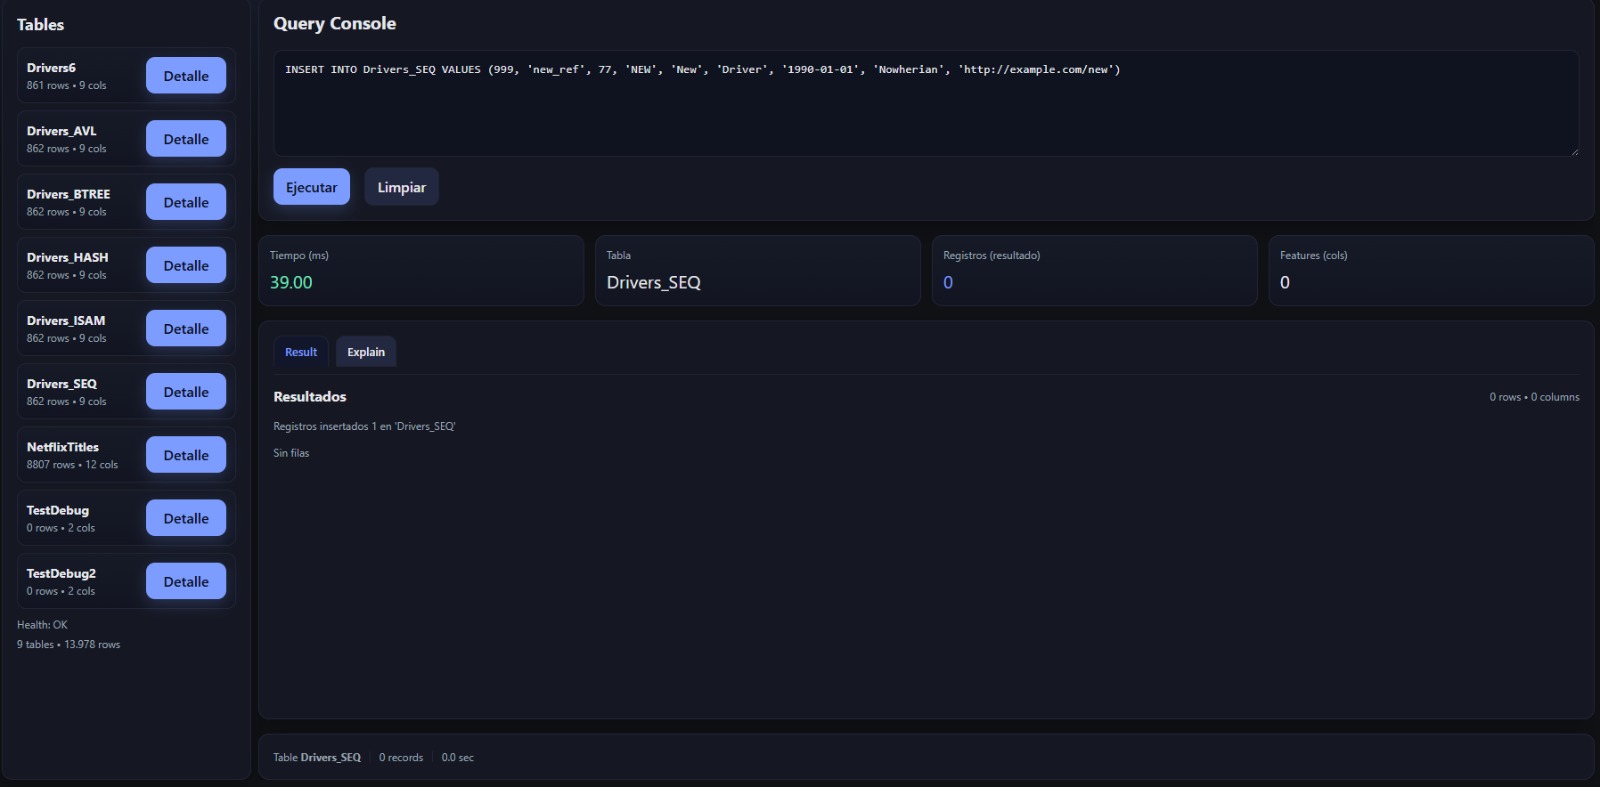 Tables
Drivers6
861 rows • 9 cols
Detalle
Drivers_AVL
862 rows • 9 cols
Detalle
Drivers_BTREE
862 rows • 9 cols
Detalle
Drivers_HASH
862 rows • 9 cols
Detalle
Drivers_ISAM
862 rows • 9 cols
Detalle
Drivers_SEQ
862 rows • 9 cols
Detalle
NetflixTitles
8807 rows • 12 cols
Detalle
TestDebug
0 rows • 2 cols
Detalle
TestDebug2
0 rows • 2 cols
Detalle
Health: OK
9 tables • 13.978 rows
Query Console
INSERT INTO Drivers_SEQ VALUES (999, 'new_ref', 77, 'NEW', 'New', 'Driver', '1990-01-01', 'Nowherian', 'http://example.com/new')
Ejecutar Limpiar
Tiempo (ms)
39.00
Tabla
Drivers_SEQ
Registros (resultado)
0
Features (cols)
0
Result Explain
Resultados 0 rows • 0 columns
Registros insertados 1 en 'Drivers_SEQ'
Sin filas
Table Drivers_SEQ 0 records 0.0 sec